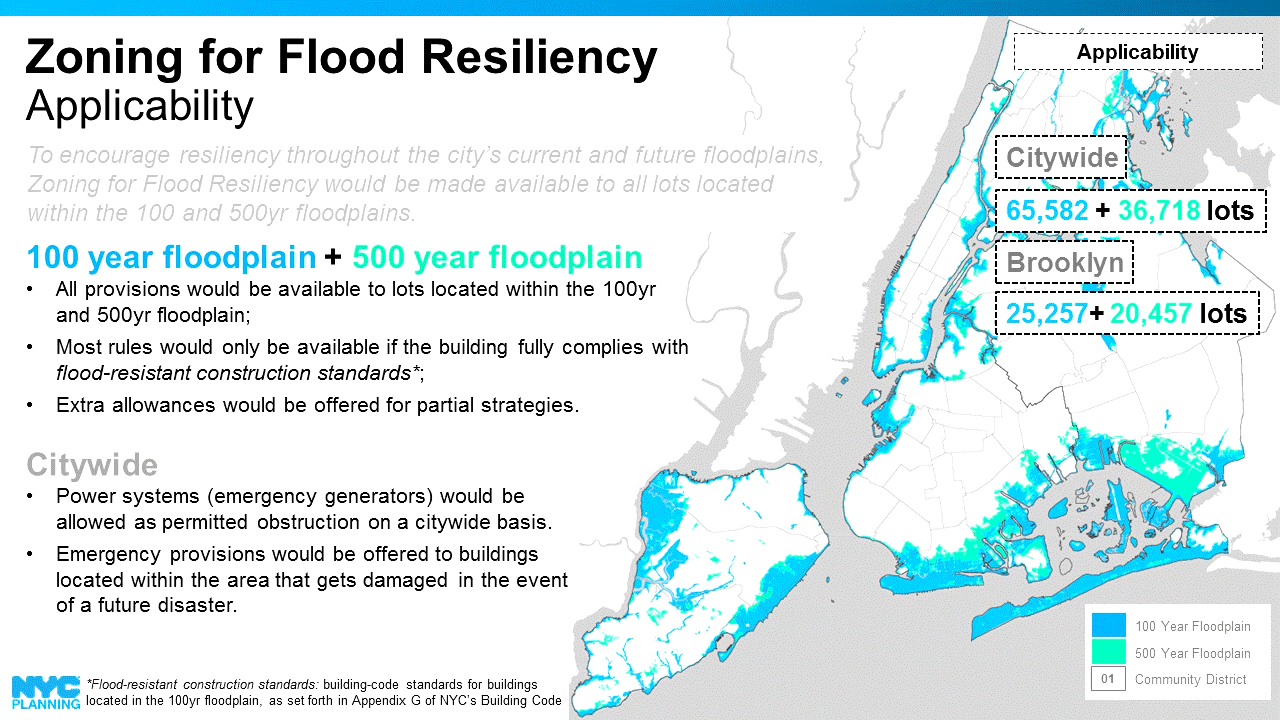 Zoning for Flood Resiliency
Applicability
To encourage resiliency throughout the city's current and future floodplains,
Zoning for Flood Resiliency would be made available to all lots located
within the 100 and 500yr floodplains.
100 year floodplain + 500 year floodplain
• All provisions would be available to lots located within the 100yr
and 500yr floodplain;
• Most rules would only be available if the building fully complies with
flood-resistant construction standards*;
• Extra allowances would be offered for partial strategies.
Citywide
• Power systems (emergency generators) would be
allowed as permitted obstruction on a citywide basis.
• Emergency provisions would be offered to buildings
located within the area that gets damaged in the event
of a future disaster.
NYC
PLANNING
*Flood-resistant construction standards: building-code standards for buildings
located in the 100yr floodplain, as set forth in Appendix G of NYC's Building Code
Applicability
Citywide
65,582 + 36,718 lots
Brooklyn
25,257+ 20,457 lots
100 Year Floodplain
500 Year Floodplain
01 Community District